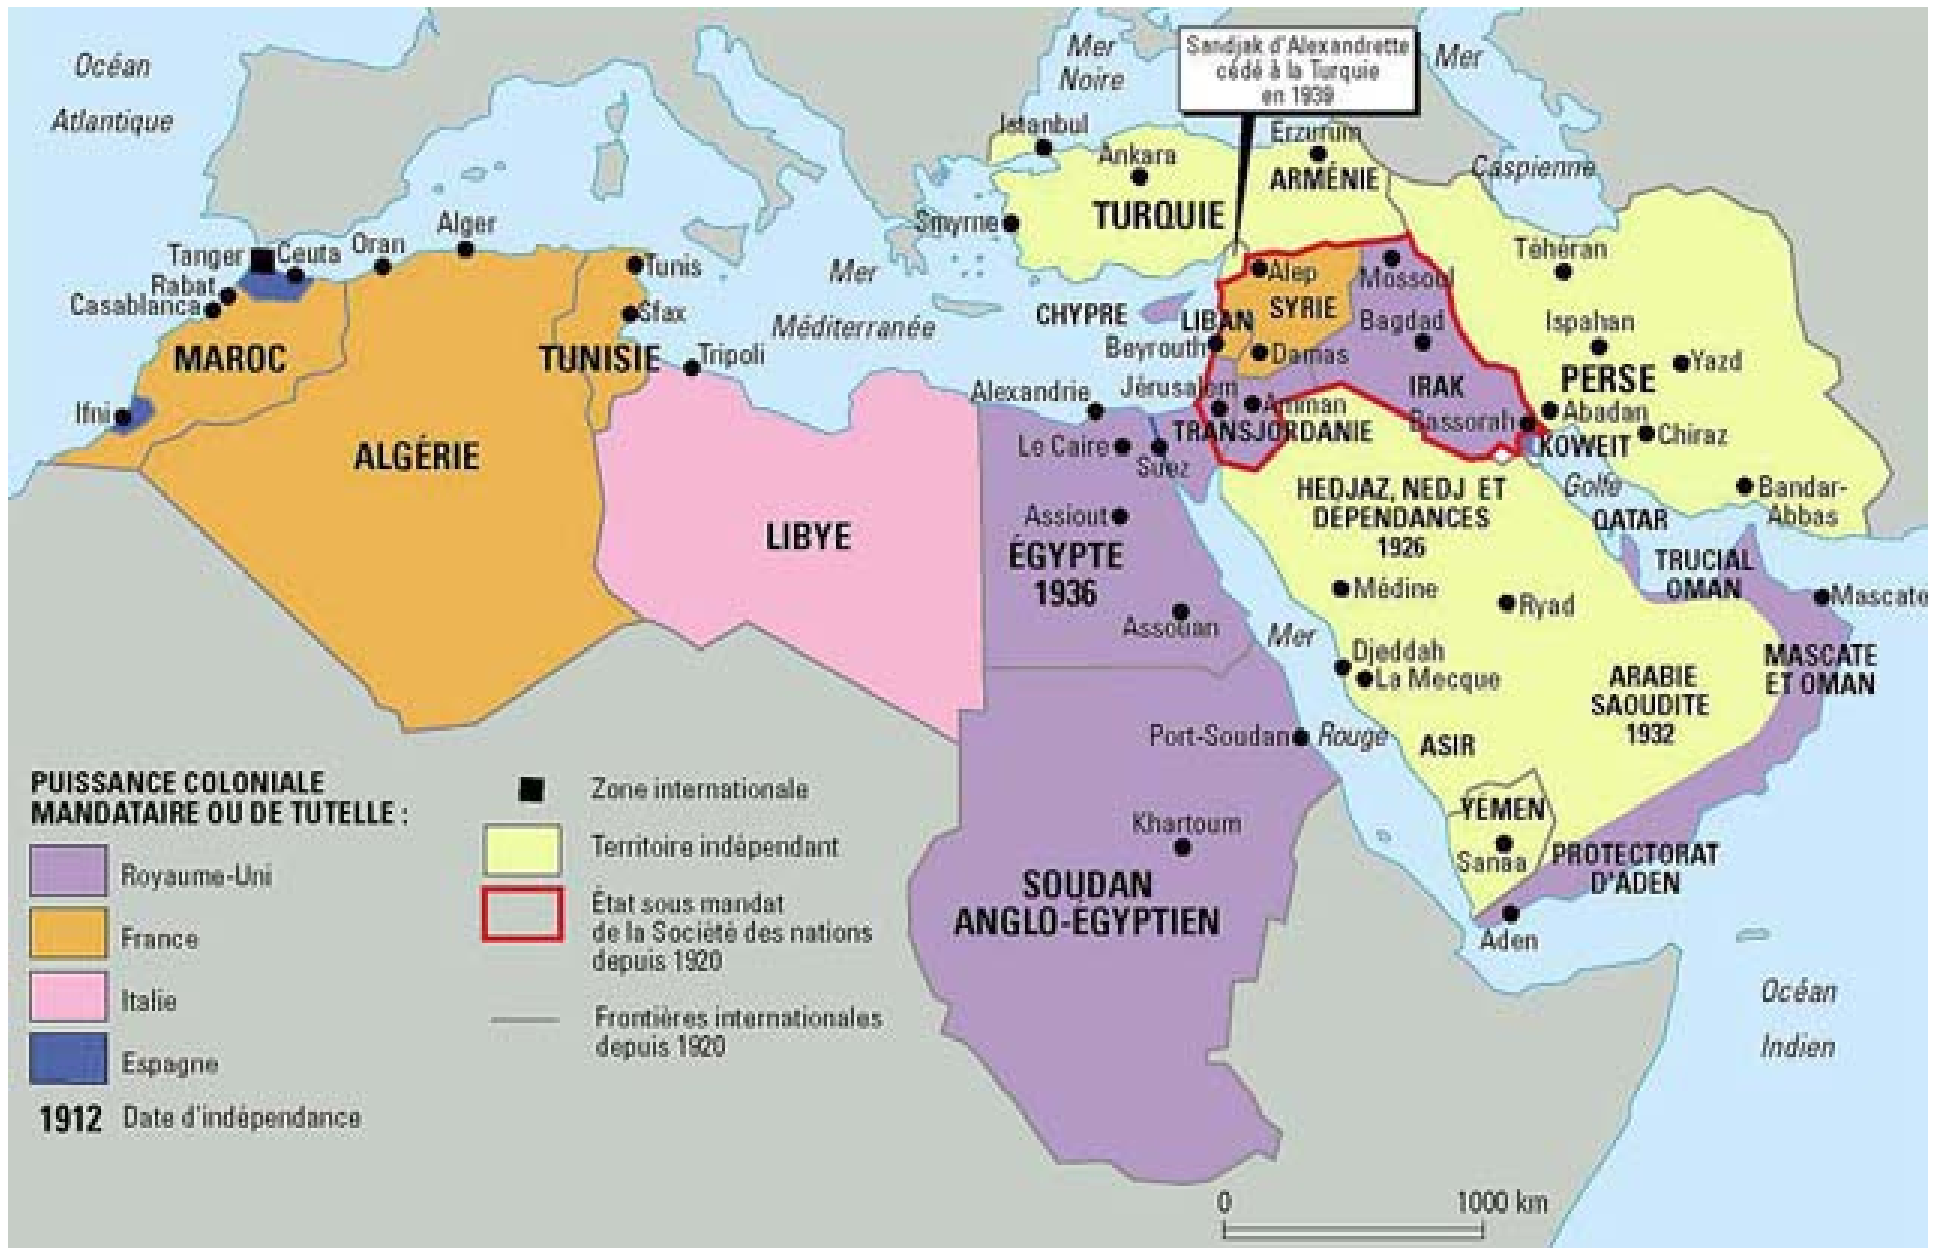 Océan
Atlantique
Mer
Noire
Sandjak d'Alexandrette
cédé à la Turquie
en 1939
Mer
Caspienne
Istanbul
Ankara
Erzurum
ARMÉNIE
TURQUIE
Smyrne
Tanger
Ceuta
Oran
Alger
Rabat
Casablanca
Tunis
Sfax
MAROC
TUNISIE
Tripoli
Ifni
ALGÉRIE
Mer
Méditerranée
CHYPRE
LIBAN
Beyrouth
Alep
SYRIE
Damas
Mossoul
Bagdad
IRAK
Téhéran
Ispahan
Yazd
PERSE
Abadan
Chiraz
Bassorah
KOWEIT
Alexandrie
Jérusalem
Amman
TRANSJORDANIE
Le Caire
Suez
LIBYE
Assiout
ÉGYPTE
1936
Assouan
HEDJAZ, NEDJ ET
DÉPENDANCES
1926
Golfe
QATAR
Bandar-
Abbas
TRUCIAL
OMAN
Mascate
Médine
Ryad
Mer
Rouge
Djeddah
La Mecque
ARABIE
SAOUDITE
1932
MASCATE
ET OMAN
Port-Soudan
ASIR
YÉMEN
Sanaa
PROTECTORAT
D'ADEN
Aden
Khartoum
SOUDAN
ANGLO-ÉGYPTIEN
Océan
Indien
PUISSANCE COLONIALE
MANDATAIRE OU DE TUTELLE :
Royaume-Uni
France
Italie
Espagne
1912 Date d'indépendance
Zone internationale
Territoire indépendant
État sous mandat
de la Société des nations
depuis 1920
Frontières internationales
depuis 1920
0 1000 km